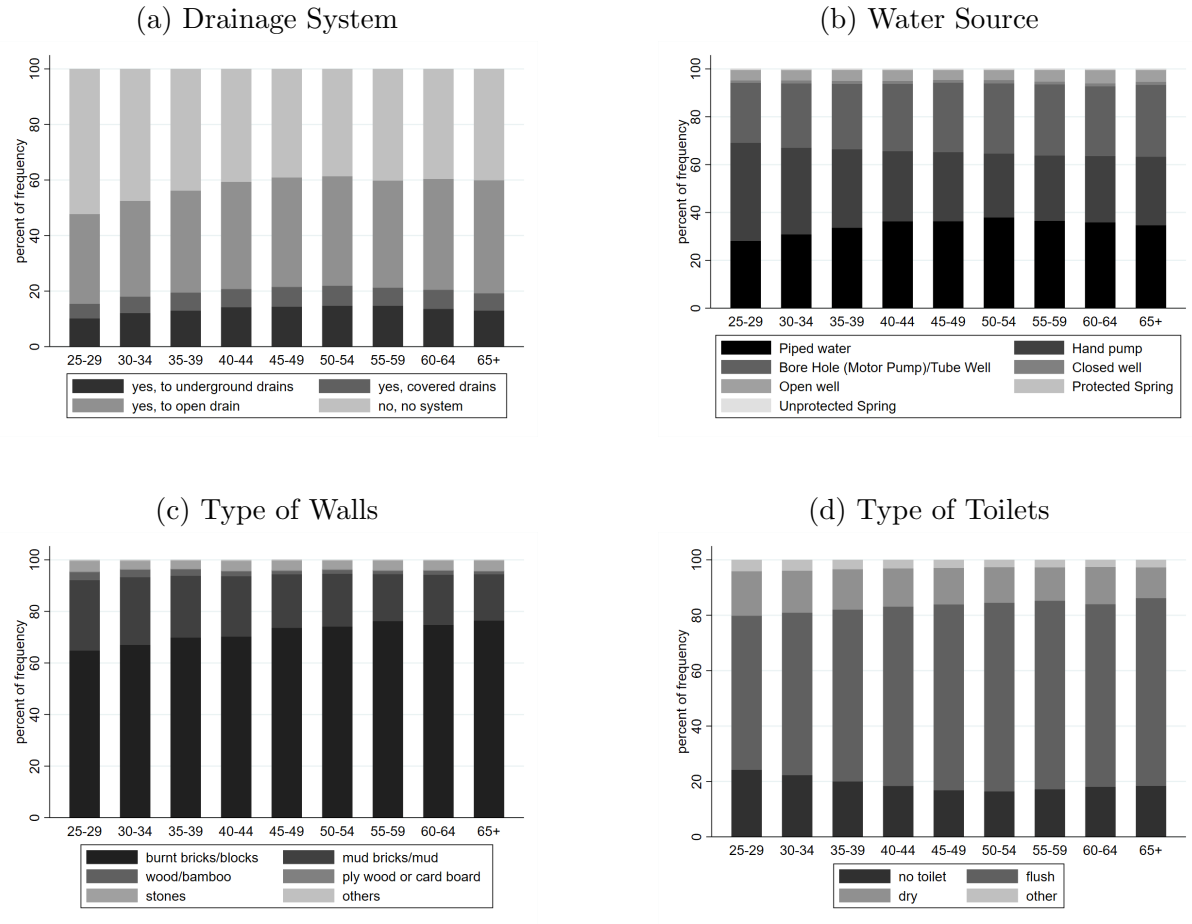 (a) Drainage System
percent of frequency
100
80
60
40
20
0
25-29 30-34 35-39 40-44 45-49 50-54 55-59 60-64 65+
yes, to underground drains yes, covered drains
yes, to open drain no, no system
(b) Water Source
percent of frequency
100
80
60
40
20
0
25-29 30-34 35-39 40-44 45-49 50-54 55-59 60-64 65+
Piped water Hand pump
Bore Hole (Motor Pump)/Tube Well Closed well
Open well Protected Spring
Unprotected Spring
(c) Type of Walls
percent of frequency
100
80
60
40
20
0
25-29 30-34 35-39 40-44 45-49 50-54 55-59 60-64 65+
burnt bricks/blocks mud bricks/mud
wood/bamboo ply wood or card board
stones others
(d) Type of Toilets
percent of frequency
100
80
60
40
20
0
25-29 30-34 35-39 40-44 45-49 50-54 55-59 60-64 65+
no toilet flush
dry other